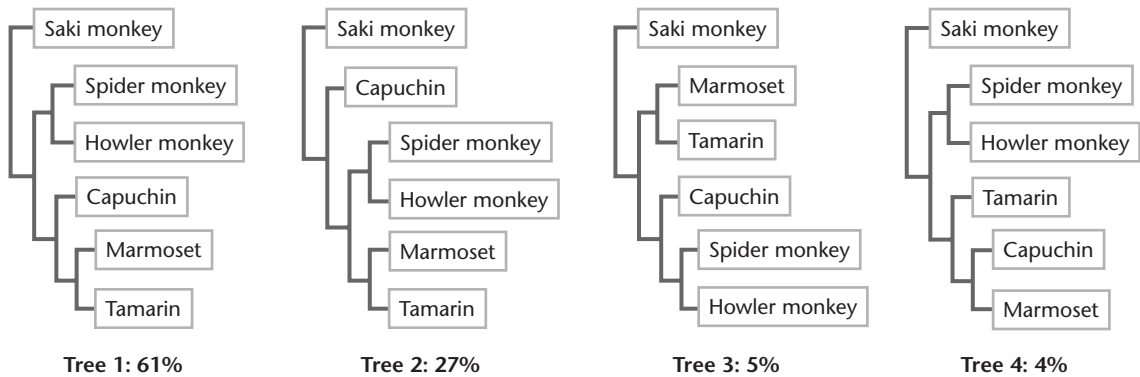 Saki monkey
Spider monkey
Howler monkey
Capuchin
Marmoset
Tamarin
Tree 1: 61%
Saki monkey
Capuchin
Spider monkey
Howler monkey
Marmoset
Tamarin
Tree 2: 27%
Saki monkey
Marmoset
Tamarin
Capuchin
Spider monkey
Howler monkey
Tree 3: 5%
Saki monkey
Spider monkey
Howler monkey
Tamarin
Capuchin
Marmoset
Tree 4: 4%